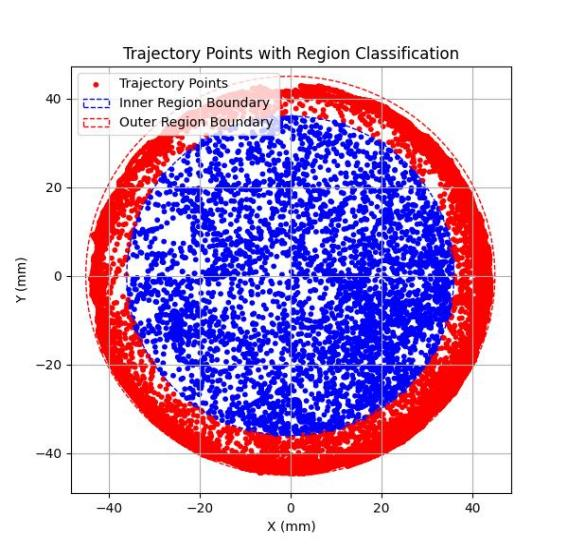 Trajectory Points with Region Classification
Trajectory Points
Inner Region Boundary
Outer Region Boundary
40
20
0
−20
−40
Y (mm)
−40 −20 0 20 40
X (mm)